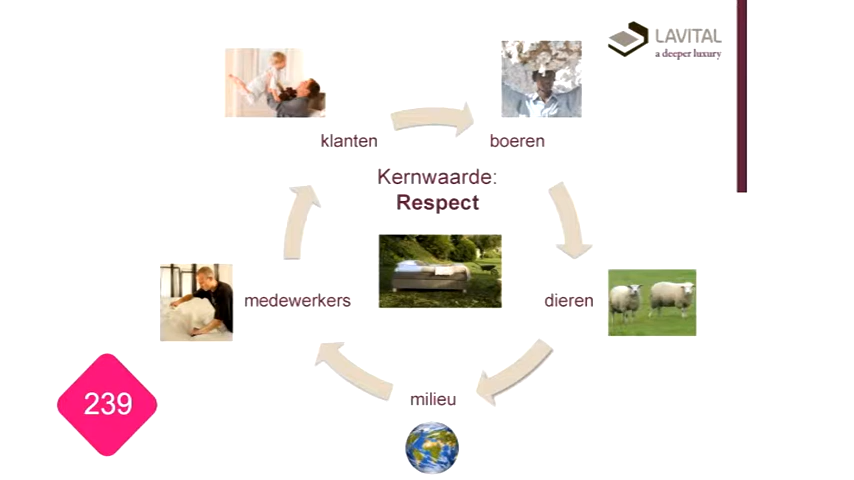 LAVITAL
a deeper luxury
klanten
boeren
Kernwaarde:
Respect
medewerkers
dieren
milieu
239